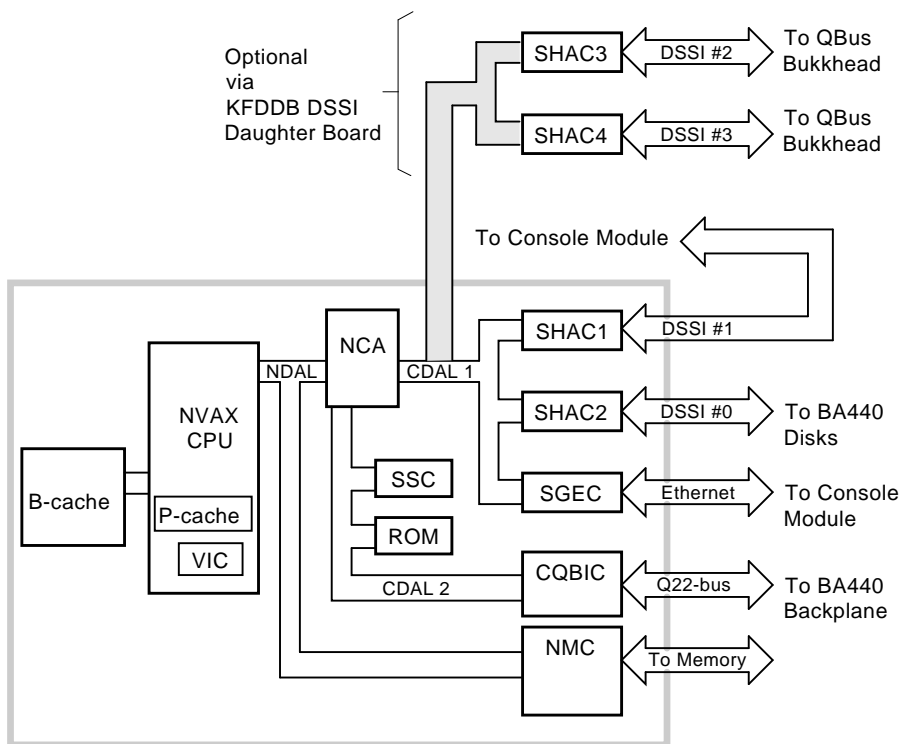 Optional
via
KFDDB DSSI
Daughter Board
SHAC3
DSSI #2
To QBus
Bukkhead
SHAC4
DSSI #3
To QBus
Bukkhead
To Console Module
NCA
SHAC1
DSSI #1
NDAL
CDAL 1
NVAX
CPU
SHAC2
DSSI #0
To BA440
Disks
B-cache
P-cache
VIC
SSC
ROM
SGEC
Ethernet
To Console
Module
CDAL 2
CQBIC
Q22-bus
To BA440
Backplane
NMC
To Memory